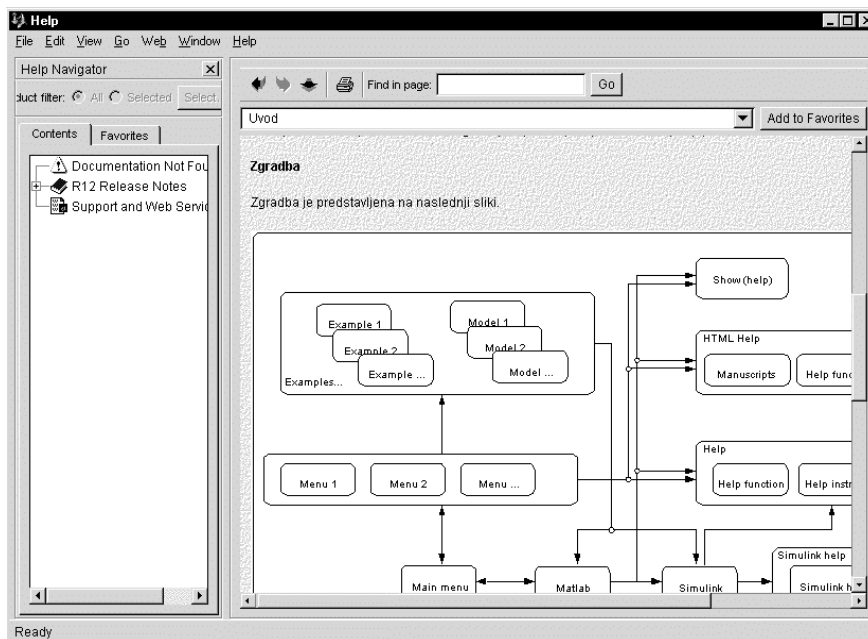 Help
File Edit View Go Web Window Help
Help Navigator
duct filter: All Selected Select.
Find in page: Go
Contents Favorites
Uvod Add to Favorites
Documentation Not Fou
R12 Release Notes
Support and Web Servic
Zgradba
Zgradba je predstavljena na naslednji sliki.
Show (help)
Example 1 Model 1
Example 2 Model 2
Example ... Model ...
Examples...
HTML Help
Manuscripts Help func
Menu 1 Menu 2 Menu ...
Help
Help function Help instr
Main menu Matlab Simulink
Simulink help
Simulink h
Ready